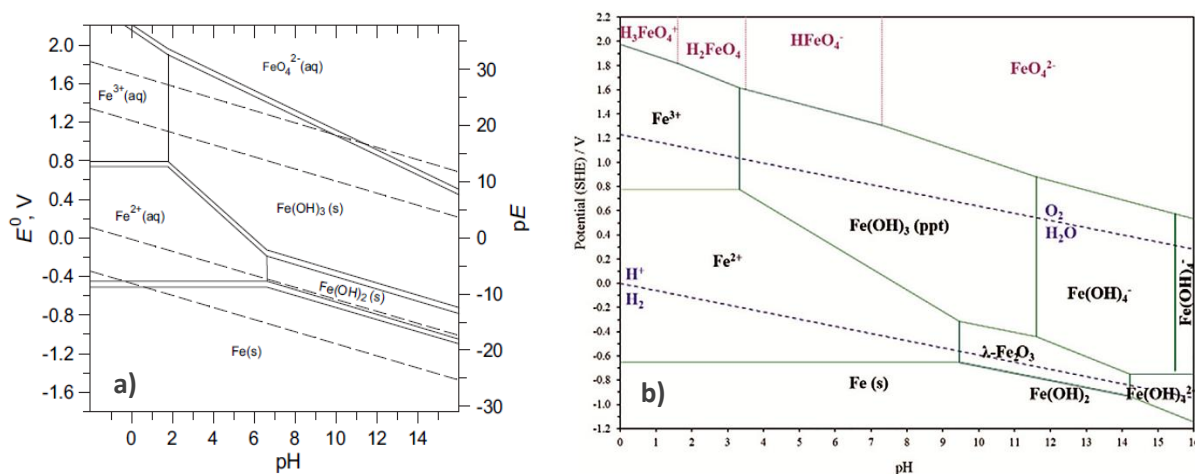 2.0
1.6
1.2
0.8
0.4
0.0
-0.4
-0.8
-1.2
-1.6
E⁰, V
FeO₄²⁻(aq)
Fe³⁺(aq)
Fe²⁺(aq)
Fe(OH)₃(s)
Fe(OH)₂(s)
Fe(s)
a)
30
20
10
0
-10
-20
-30
pE
0 2 4 6 8 10 12 14
pH
b)
2.2
2.0
1.8
1.6
1.4
1.2
1.0
0.8
0.6
0.4
0.2
0.0
-0.2
-0.4
-0.6
-0.8
-1.0
-1.2
Potential (SHE) / V
H₃FeO₄⁺
H₂FeO₄
HFeO₄⁻
FeO₄²⁻
Fe³⁺
Fe(OH)₃ (ppt)
O₂
H₂O
Fe²⁺
H⁺
H₂
Fe(OH)₄⁻
Fe(OH)₄⁻
λ-Fe₂O₃
Fe (s)
Fe(OH)₂
Fe(OH)₄²⁻
0 1 2 3 4 5 6 7 8 9 10 11 12 13 14 15 16
pH